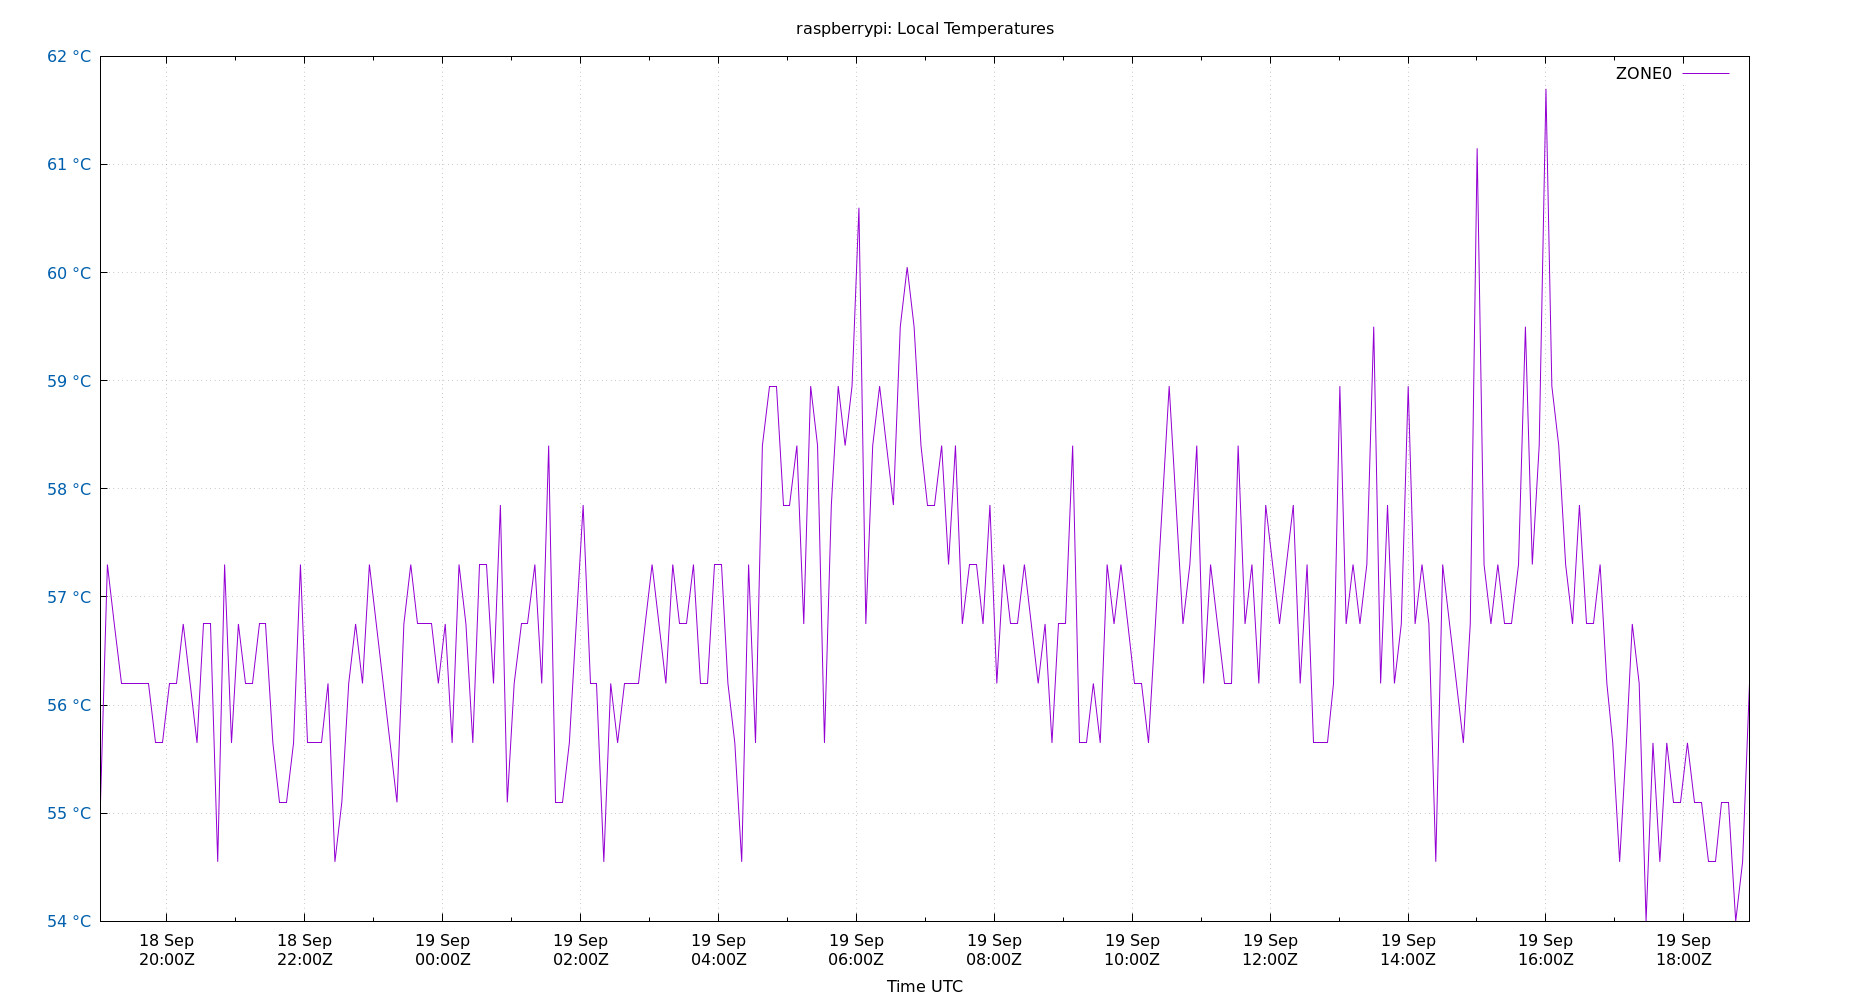 raspberrypi: Local Temperatures
62 °C
ZONE0
61 °C
60 °C
59 °C
58 °C
57 °C
56 °C
55 °C
54 °C
18 Sep 18 Sep 19 Sep 19 Sep 19 Sep 19 Sep 19 Sep 19 Sep 19 Sep 19 Sep 19 Sep 19 Sep
20:00Z 22:00Z 00:00Z 02:00Z 04:00Z 06:00Z 08:00Z 10:00Z 12:00Z 14:00Z 16:00Z 18:00Z
Time UTC